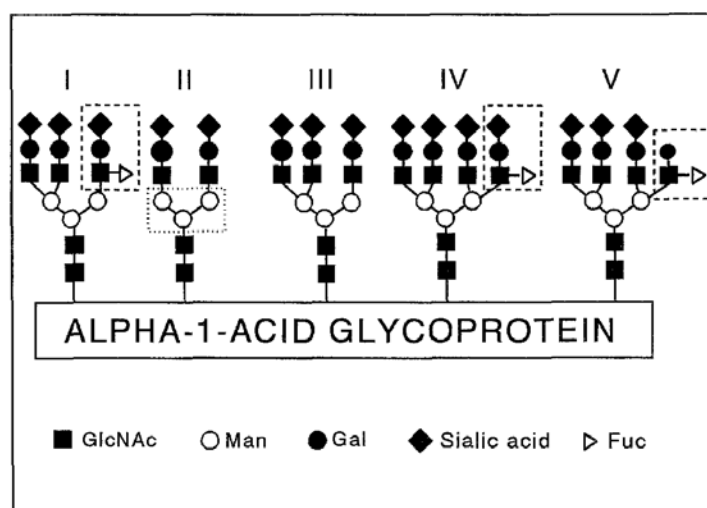 I II III IV V
ALPHA-1-ACID GLYCOPROTEIN
GlcNAc Man Gal Sialic acid Fuc